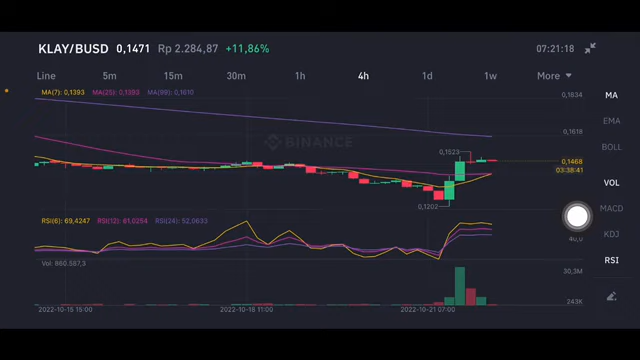 KLAY/BUSD 0,1471 Rp 2.284,87 +11,86% 07:21:18
Line 5m 15m 30m 1h 4h 1d 1w More
MA(7): 0,1393 MA(25): 0,1393 MA(99): 0,1610
0,1634
MA
EMA
0,1618
BINANCE
BOLL
0,1523
0,1468
03:38:41
VOL
0,1202
MACD
RSI(6): 69,4247 RSI(12): 61,0254 RSI(24): 52,0633
KDJ
40,0
Vol: 860.587,3
RSI
30,3M
243K
2022-10-15 15:00 2022-10-18 11:00 2022-10-21 07:00